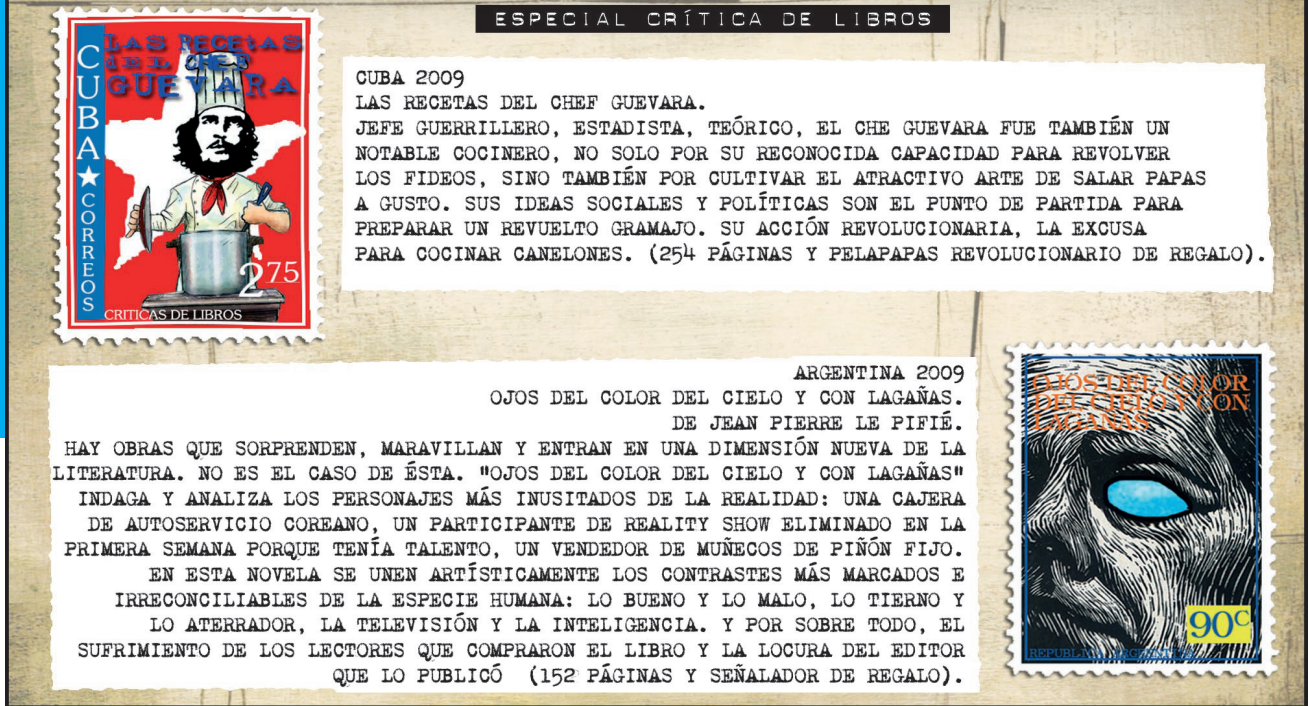 ESPECIAL CRÍTICA DE LIBROS
LAS RECETAS
DEL CHEF
GUEVARA
CUBA★CORREOS
2.75
CRITICAS DE LIBROS
CUBA 2009
LAS RECETAS DEL CHEF GUEVARA.
JEFE GUERRILLERO, ESTADISTA, TEÓRICO, EL CHE GUEVARA FUE TAMBIÉN UN
NOTABLE COCINERO, NO SOLO POR SU RECONOCIDA CAPACIDAD PARA REVOLVER
LOS FIDEOS, SINO TAMBIÉN POR CULTIVAR EL ATRACTIVO ARTE DE SALAR PAPAS
A GUSTO. SUS IDEAS SOCIALES Y POLÍTICAS SON EL PUNTO DE PARTIDA PARA
PREPARAR UN REVUELTO GRAMAJO. SU ACCIÓN REVOLUCIONARIA, LA EXCUSA
PARA COCINAR CANELONES. (254 PÁGINAS Y PELAPAPAS REVOLUCIONARIO DE REGALO).
ARGENTINA 2009
OJOS DEL COLOR DEL CIELO Y CON LAGAÑAS.
DE JEAN PIERRE LE PIFIÉ.
HAY OBRAS QUE SORPRENDEN, MARAVILLAN Y ENTRAN EN UNA DIMENSIÓN NUEVA DE LA
LITERATURA. NO ES EL CASO DE ÉSTA. "OJOS DEL COLOR DEL CIELO Y CON LAGAÑAS"
INDAGA Y ANALIZA LOS PERSONAJES MÁS INUSITADOS DE LA REALIDAD: UNA CAJERA
DE AUTOSERVICIO COREANO, UN PARTICIPANTE DE REALITY SHOW ELIMINADO EN LA
PRIMERA SEMANA PORQUE TENÍA TALENTO, UN VENDEDOR DE MUÑECOS DE PIÑÓN FIJO.
EN ESTA NOVELA SE UNEN ARTÍSTICAMENTE LOS CONTRASTES MÁS MARCADOS E
IRRECONCILIABLES DE LA ESPECIE HUMANA: LO BUENO Y LO MALO, LO TIERNO Y
LO ATERRADOR, LA TELEVISIÓN Y LA INTELIGENCIA. Y POR SOBRE TODO, EL
SUFRIMIENTO DE LOS LECTORES QUE COMPRARON EL LIBRO Y LA LOCURA DEL EDITOR
QUE LO PUBLICÓ (152 PÁGINAS Y SEÑALADOR DE REGALO).
OJOS DEL COLOR
DEL CIELO Y CON
LAGAÑAS
90c
REPUBLICA ARGENTINA